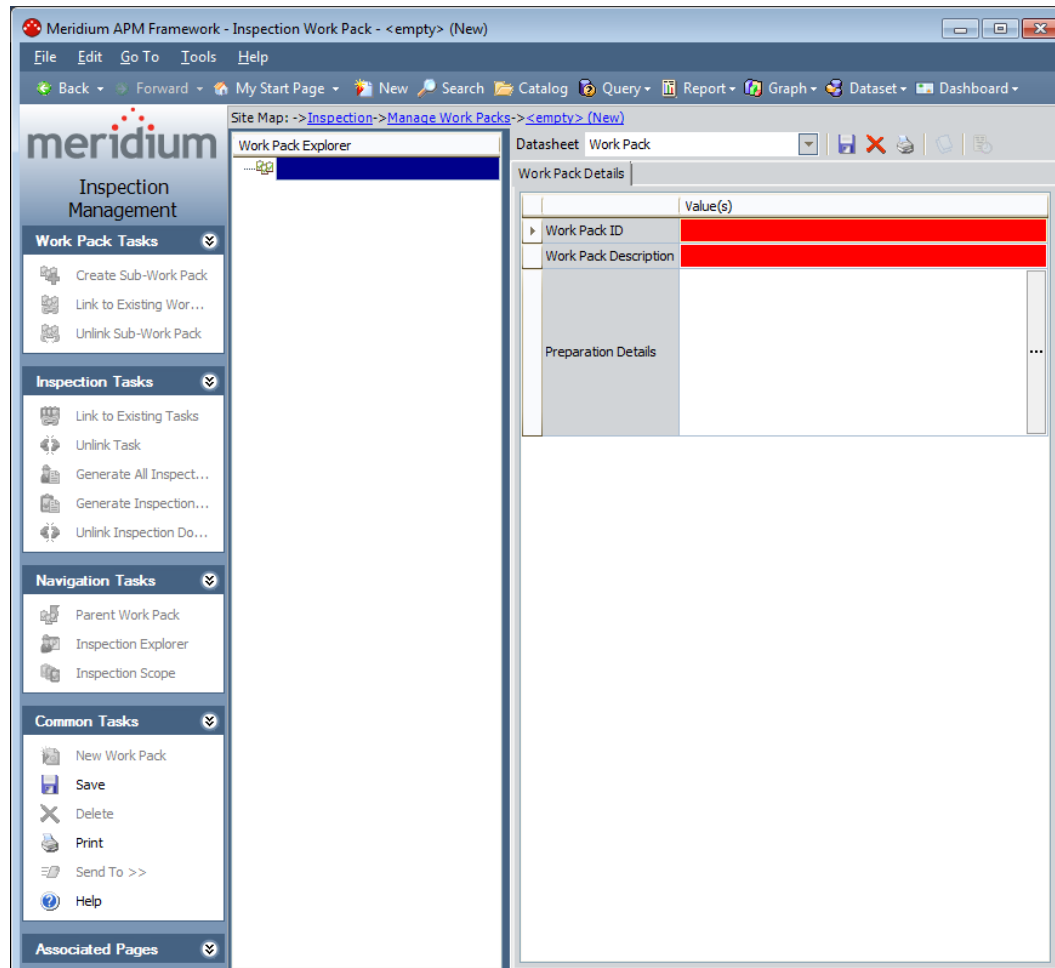 Meridium APM Framework - Inspection Work Pack - <empty> (New)
File Edit Go To Tools Help
Back Forward My Start Page New Search Catalog Query Report Graph Dataset Dashboard
meridium
Inspection
Management
Site Map: -><Inspection->Manage Work Packs-><empty> (New)
Work Pack Explorer
Datasheet Work Pack
Work Pack Details
Value(s)
Work Pack ID
Work Pack Description
Preparation Details
...
Work Pack Tasks
Create Sub-Work Pack
Link to Existing Wor...
Unlink Sub-Work Pack
Inspection Tasks
Link to Existing Tasks
Unlink Task
Generate All Inspect...
Generate Inspection...
Unlink Inspection Do...
Navigation Tasks
Parent Work Pack
Inspection Explorer
Inspection Scope
Common Tasks
New Work Pack
Save
Delete
Print
Send To >>
Help
Associated Pages